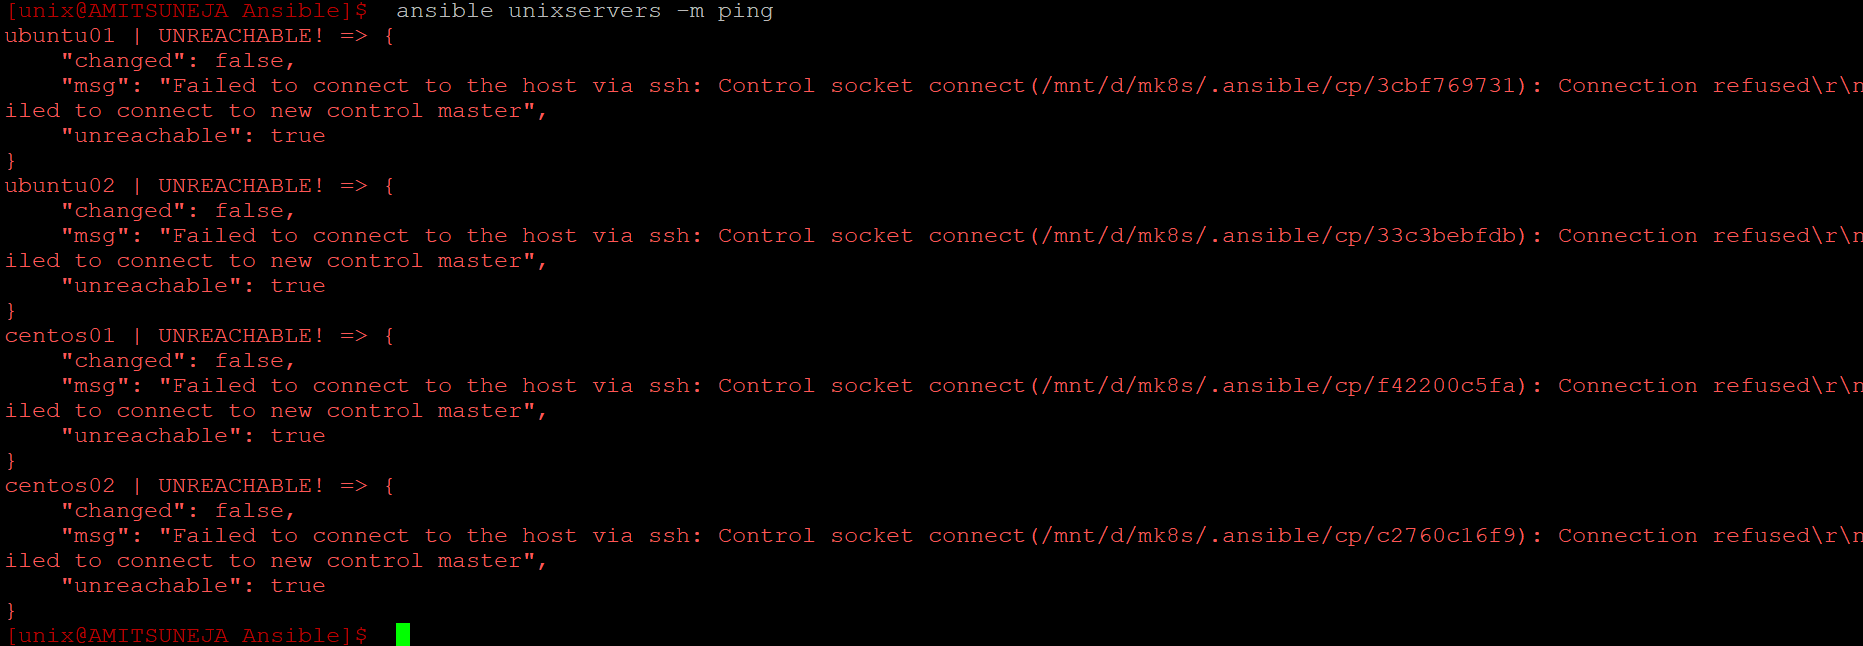 [unix@AMITSUNEJA Ansible]$  ansible unixservers -m ping
ubuntu01 | UNREACHABLE! => {
    "changed": false,
    "msg": "Failed to connect to the host via ssh: Control socket connect(/mnt/d/mk8s/.ansible/cp/3cbf769731): Connection refused\r\n
iled to connect to new control master",
    "unreachable": true
}
ubuntu02 | UNREACHABLE! => {
    "changed": false,
    "msg": "Failed to connect to the host via ssh: Control socket connect(/mnt/d/mk8s/.ansible/cp/33c3bebfdb): Connection refused\r\n
iled to connect to new control master",
    "unreachable": true
}
centos01 | UNREACHABLE! => {
    "changed": false,
    "msg": "Failed to connect to the host via ssh: Control socket connect(/mnt/d/mk8s/.ansible/cp/f42200c5fa): Connection refused\r\n
iled to connect to new control master",
    "unreachable": true
}
centos02 | UNREACHABLE! => {
    "changed": false,
    "msg": "Failed to connect to the host via ssh: Control socket connect(/mnt/d/mk8s/.ansible/cp/c2760c16f9): Connection refused\r\n
iled to connect to new control master",
    "unreachable": true
}
[unix@AMITSUNEJA Ansible]$